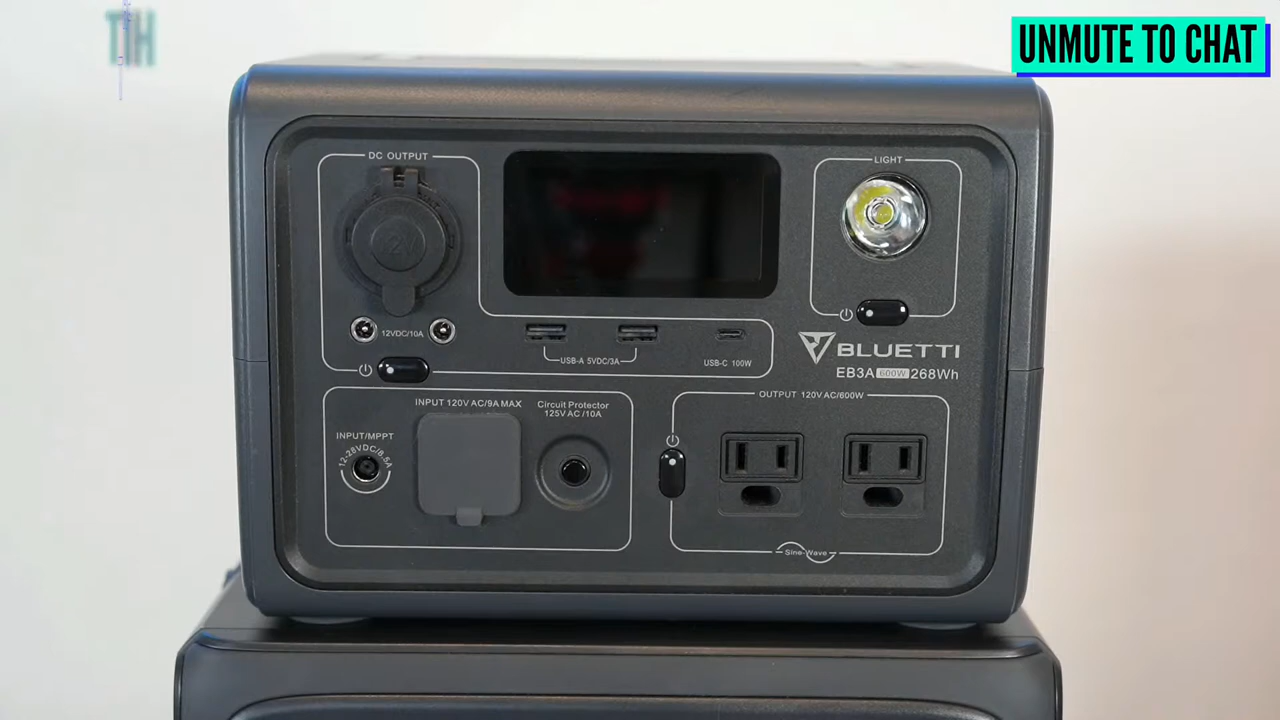 TJH
UNMUTE TO CHAT
DC OUTPUT
LIGHT
12VDC/10A
USB-A 5VDC/3A
USB-C 100W
BLUETTI
EB3A 600W 268Wh
INPUT 120V AC/9A MAX
Circuit Protector
125V AC /10A
OUTPUT 120V AC/600W
INPUT/MPPT
12-28VDC/8.5A
Sine-Wave